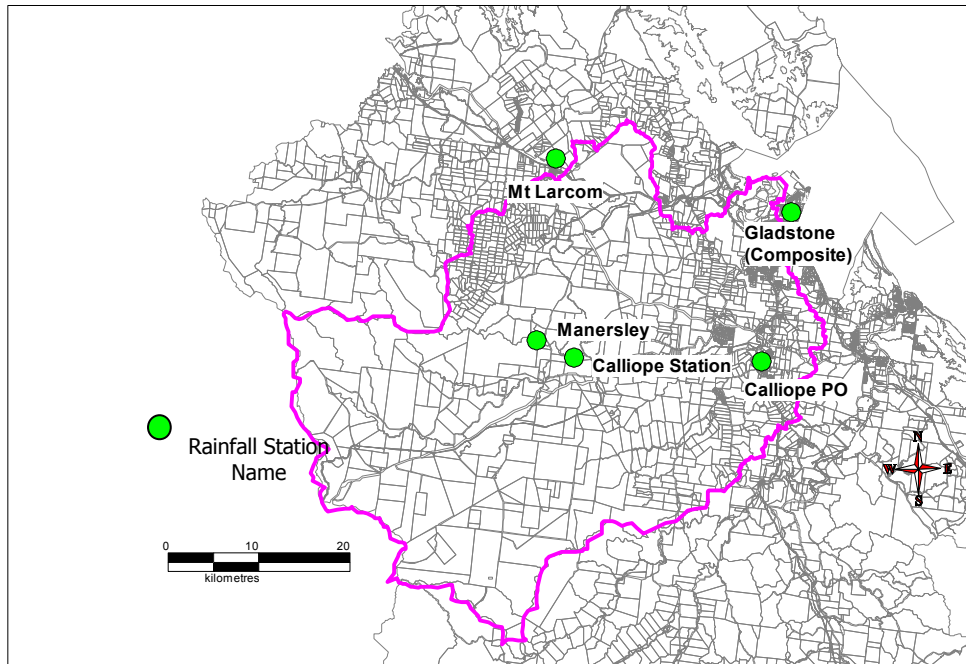 Mt Larcom
Gladstone
(Composite)
Manersley
Calliope Station
Calliope PO
Rainfall Station
Name
N
W
E
S
0
10
20
kilometres